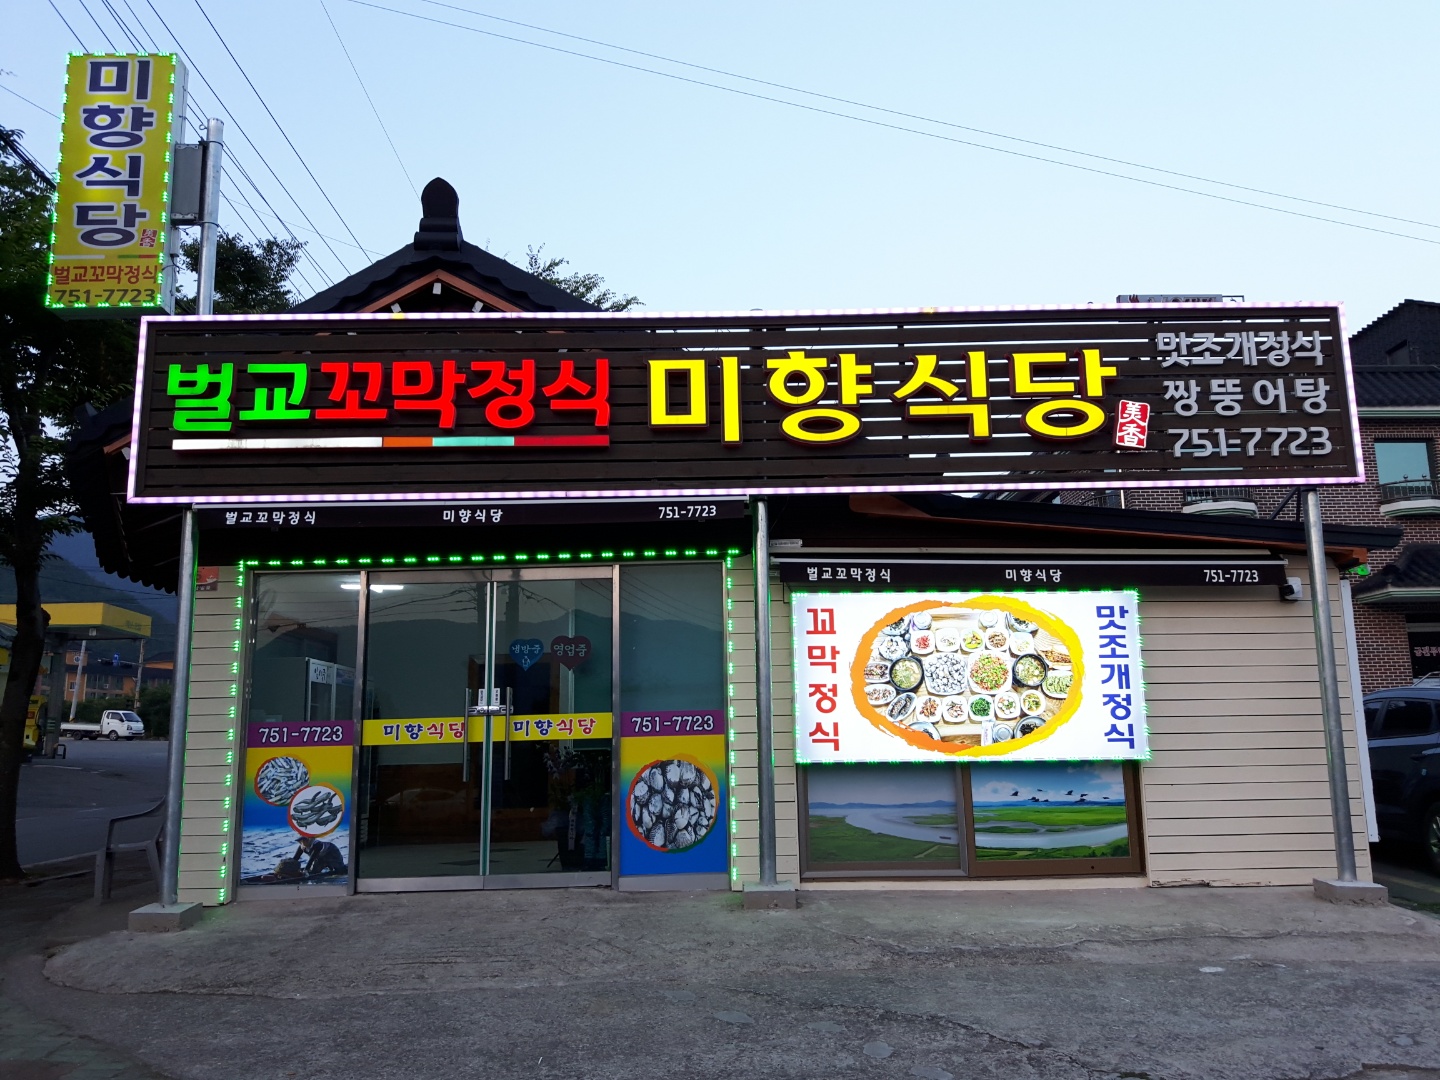 미향식당
美香
벌교꼬막정식
751-7723
벌교꼬막정식 미향식당 美香
맛조개정식
짱뚱어탕
751-7723
벌교꼬막정식 미향식당 751-7723
벌교꼬막정식 미향식당 751-7723
꼬막정식
맛조개정식
냉방중 영업중
751-7723
미향식당 미향식당
751-7723